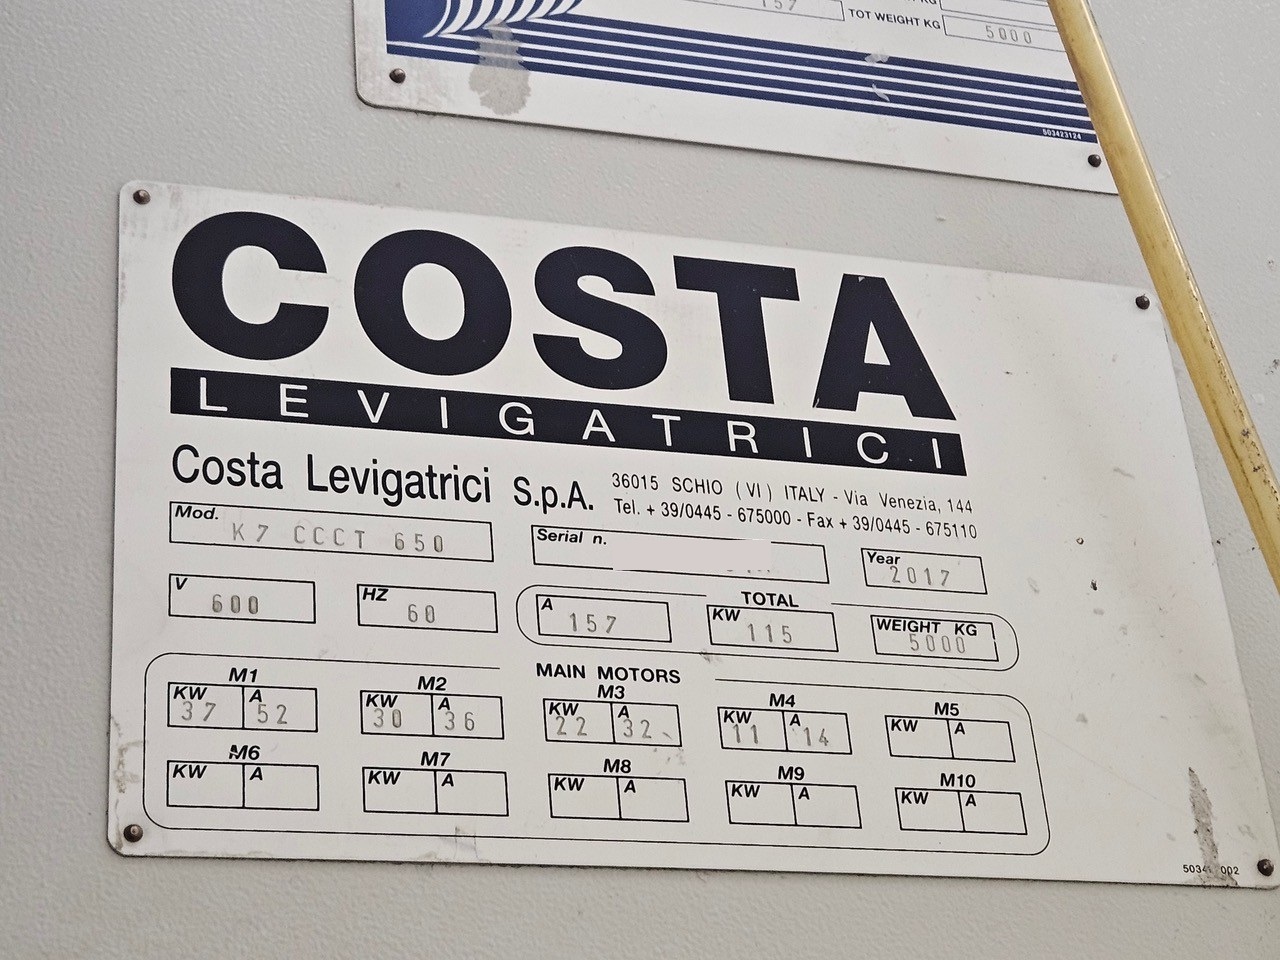 157
TOT WEIGHT KG 5000
503423124
COSTA
LEVIGATRICI
Costa Levigatrici S.p.A.
36015 SCHIO (VI) ITALY - Via Venezia, 144
Tel. + 39/0445 - 675000 - Fax + 39/0445 - 675110
Mod. K7 CCCT 650 Serial n. Year 2017
V 600 HZ 60 A 157 TOTAL KW 115 WEIGHT KG 5000
MAIN MOTORS
M1 M2 M3 M4 M5
KW 37 A 52 KW 30 A 36 KW 22 A 32 KW 11 A 14 KW A
M6 M7 M8 M9 M10
KW A KW A KW A KW A KW A